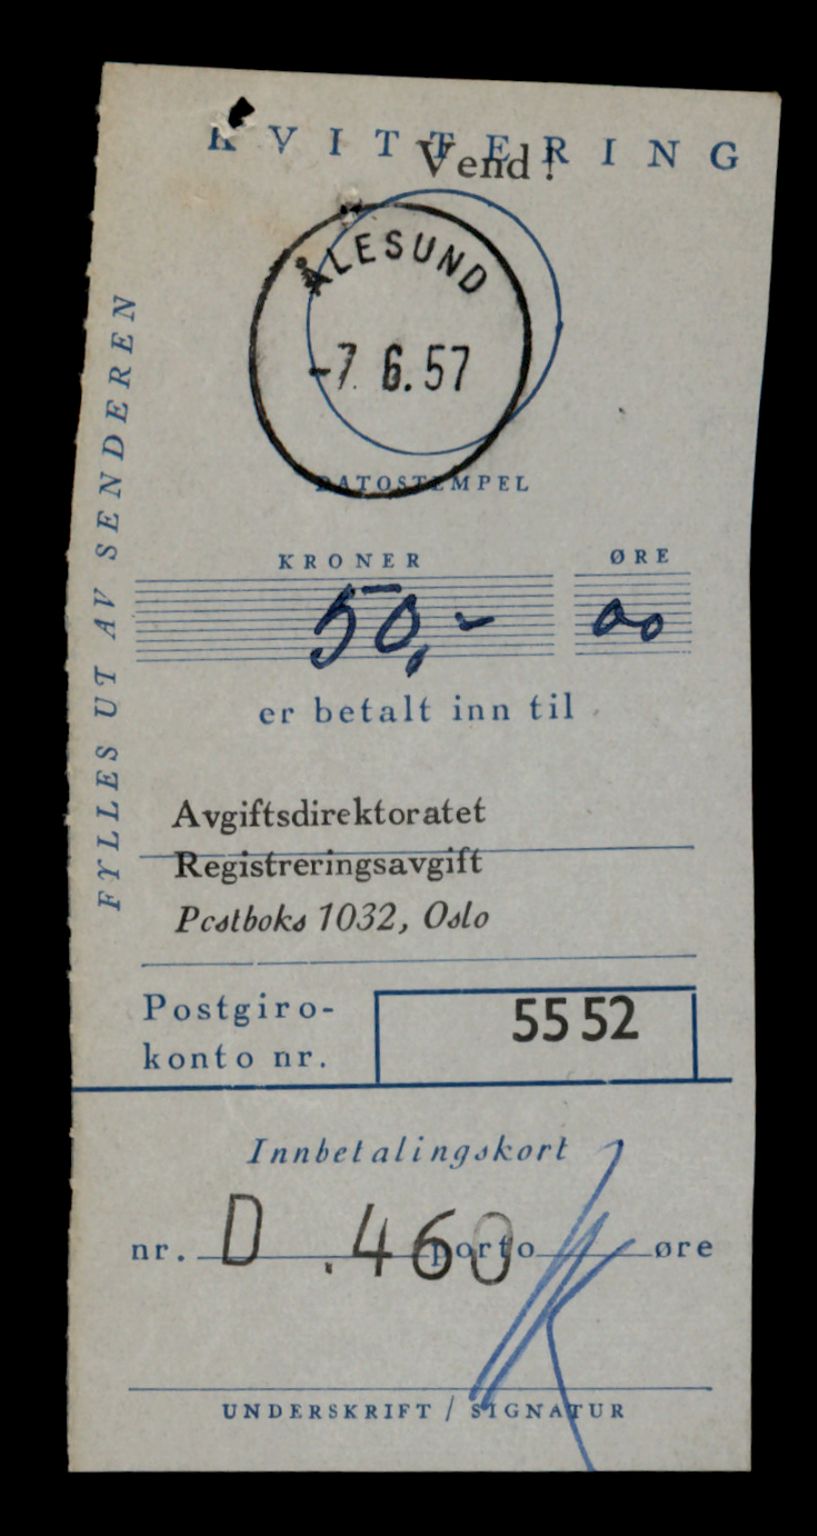 KVITTERING
Vend!
ÅLESUND
-7. 6. 57
DATOSTEMPEL
FYLLES UT AV SENDEREN
KRONER ØRE
50,- 00
er betalt inn til
Avgiftsdirektoratet
Registreringsavgift
Postboks 1032, Oslo
Postgiro-
konto nr.
5552
Innbetalingskort
nr. D .460 porto øre
UNDERSKRIFT / SIGNATUR